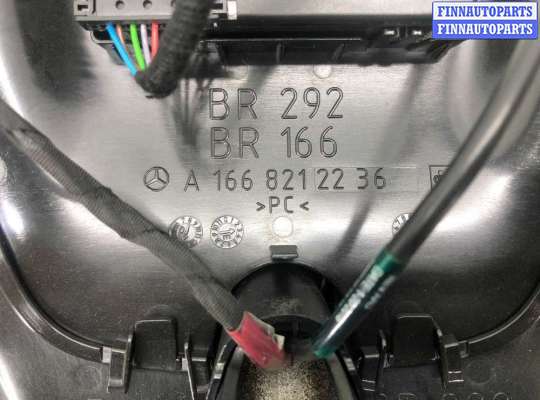 FINNAUTOPARTS
FINNAUTOPARTS
BR 292
BR 166
A 166 821 22 36
>PC<